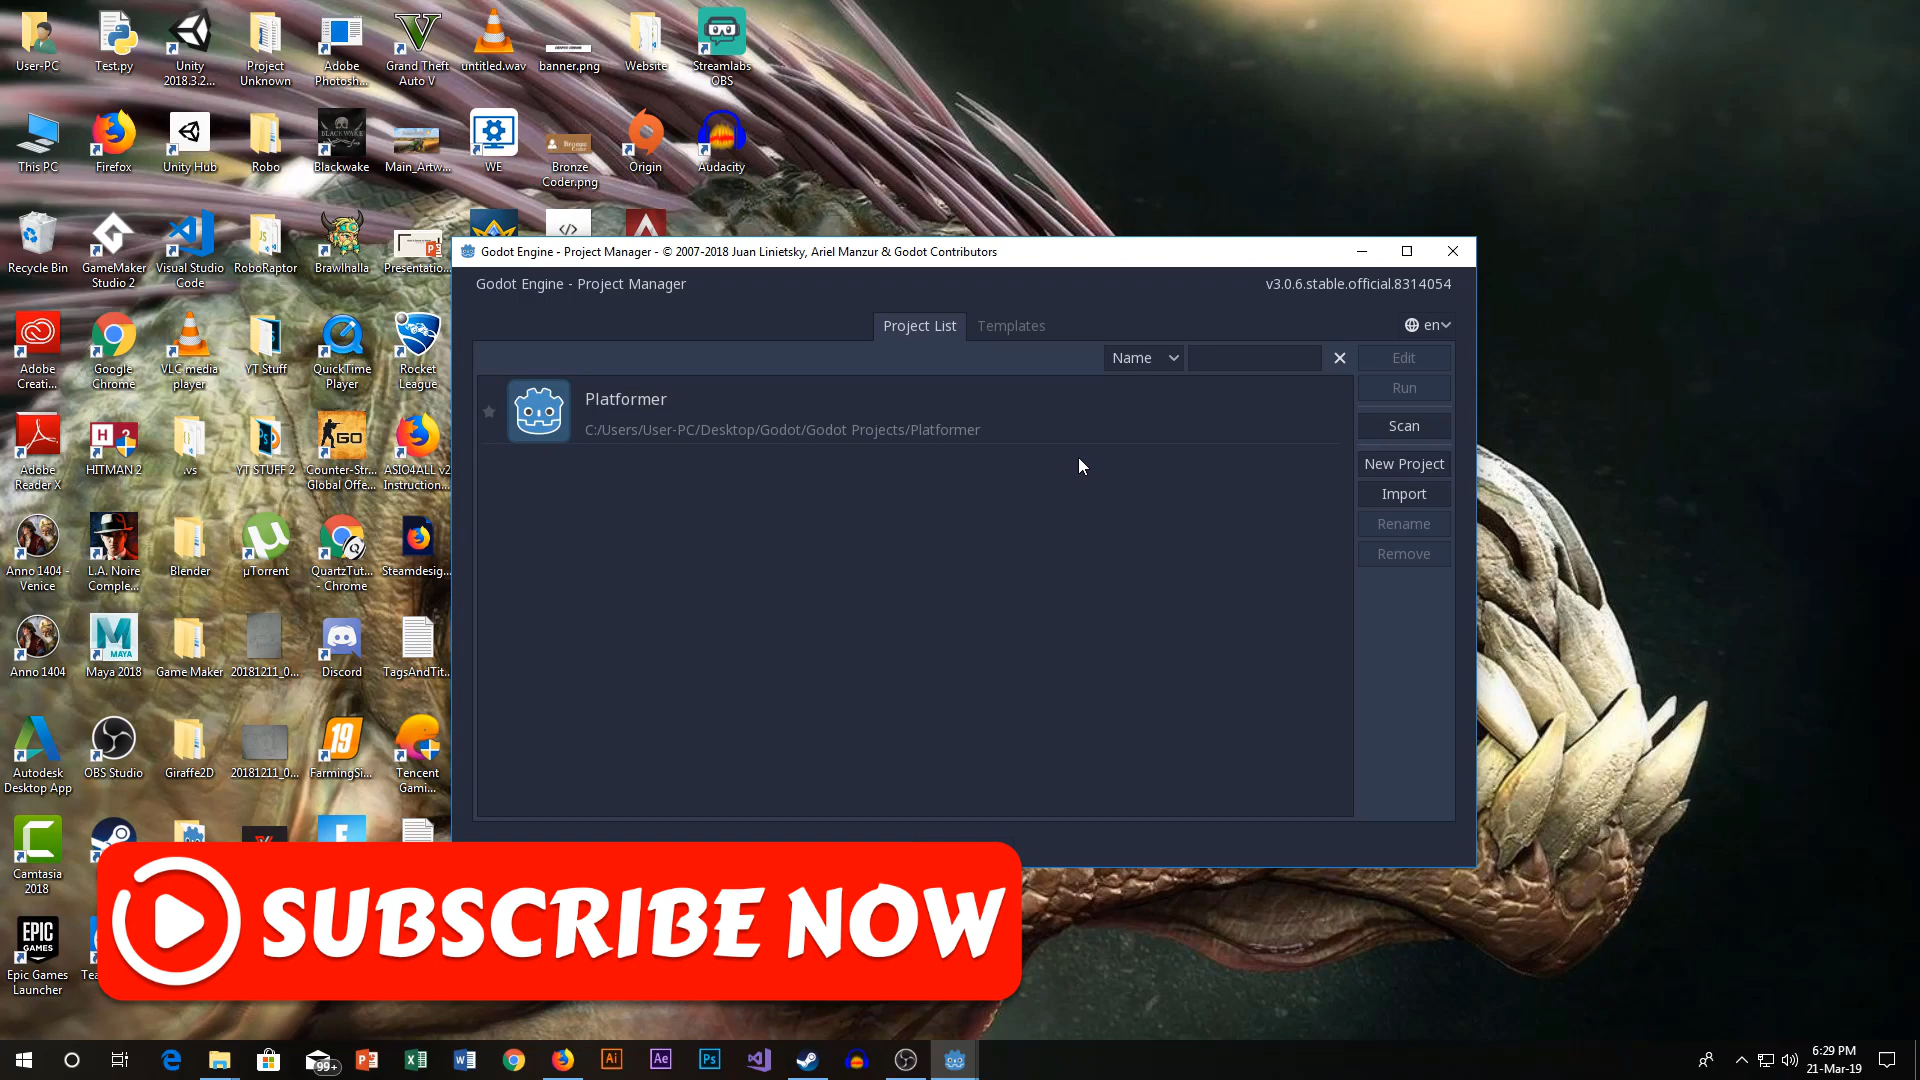 User-PC
Test.py
Unity
2018.3.2...
Project
Unknown
Adobe
Photosh...
Grand Theft
Auto V
untitled.wav
banner.png
Website
Streamlabs
OBS
This PC
Firefox
Unity Hub
Robo
Blackwake
Main_Artw...
WE
Bronze
Coder.png
Origin
Audacity
Recycle Bin
GameMaker
Studio 2
Visual Studio
Code
RoboRaptor
Brawlhalla
Presentatio...
Adobe
Creati...
Google
Chrome
VLC media
player
YT Stuff
QuickTime
Player
Rocket
League
Adobe
Reader X
HITMAN 2
.vs
YT STUFF 2
Counter-Str...
Global Offe...
ASIO4ALL v2
Instruction...
Anno 1404 -
Venice
L.A. Noire
Comple...
Blender
µTorrent
QuartzTut...
- Chrome
Steamdesig...
Anno 1404
Maya 2018
Game Maker
20181211_0...
Discord
TagsAndTit...
Autodesk
Desktop App
OBS Studio
Giraffe2D
20181211_0...
FarmingSi...
Tencent
Gami...
Camtasia
2018
Epic Games
Launcher
Godot Engine - Project Manager - © 2007-2018 Juan Linietsky, Ariel Manzur & Godot Contributors
Godot Engine - Project Manager
v3.0.6.stable.official.8314054
Project List
Templates
en
Name
Edit
Run
Scan
New Project
Import
Rename
Remove
Platformer
C:/Users/User-PC/Desktop/Godot/Godot Projects/Platformer
SUBSCRIBE NOW
99+
6:29 PM
21-Mar-19